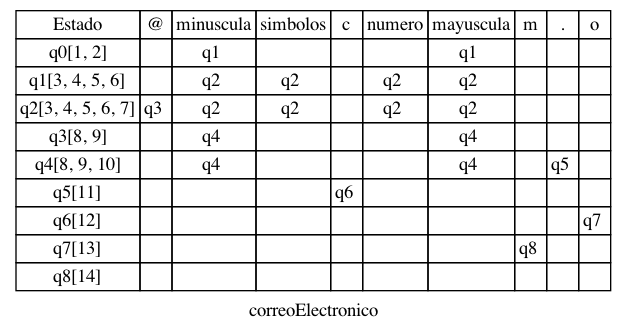 Estado @ minuscula simbolos c numero mayuscula m . o
q0[1, 2] q1 q1
q1[3, 4, 5, 6] q2 q2 q2 q2
q2[3, 4, 5, 6, 7] q3 q2 q2 q2 q2
q3[8, 9] q4 q4
q4[8, 9, 10] q4 q4 q5
q5[11] q6
q6[12] q7
q7[13] q8
q8[14]
correoElectronico